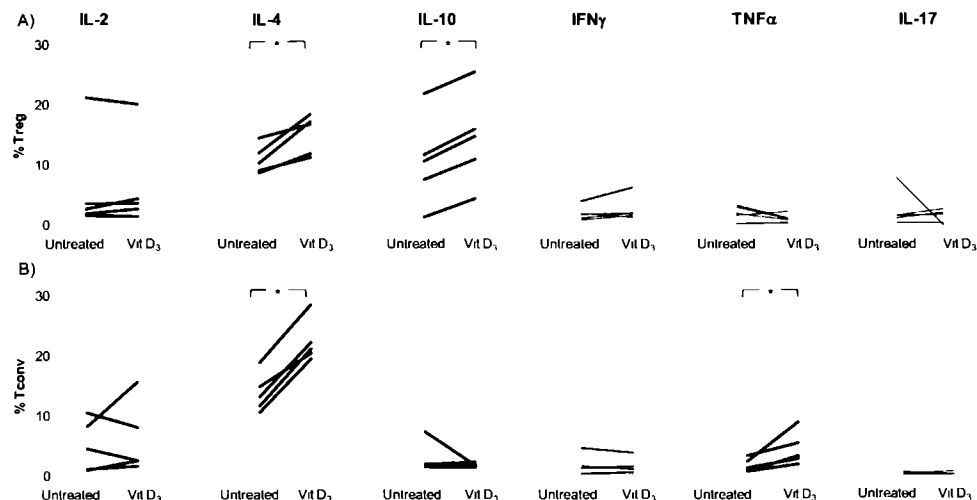 A) IL-2 IL-4 IL-10 IFNγ TNFα IL-17
30 * *
20
% Treg
10
0
Untreated Vit D₃ Untreated Vit D₃ Untreated Vit D₃ Untreated Vit D₃ Untreated Vit D₃ Untreated Vit D₃
B)
30 * *
20
% Tconv
10
0
Untreated Vit D₃ Untreated Vit D₃ Untreated Vit D₃ Untreated Vit D₃ Untreated Vit D₃ Untreated Vit D₃